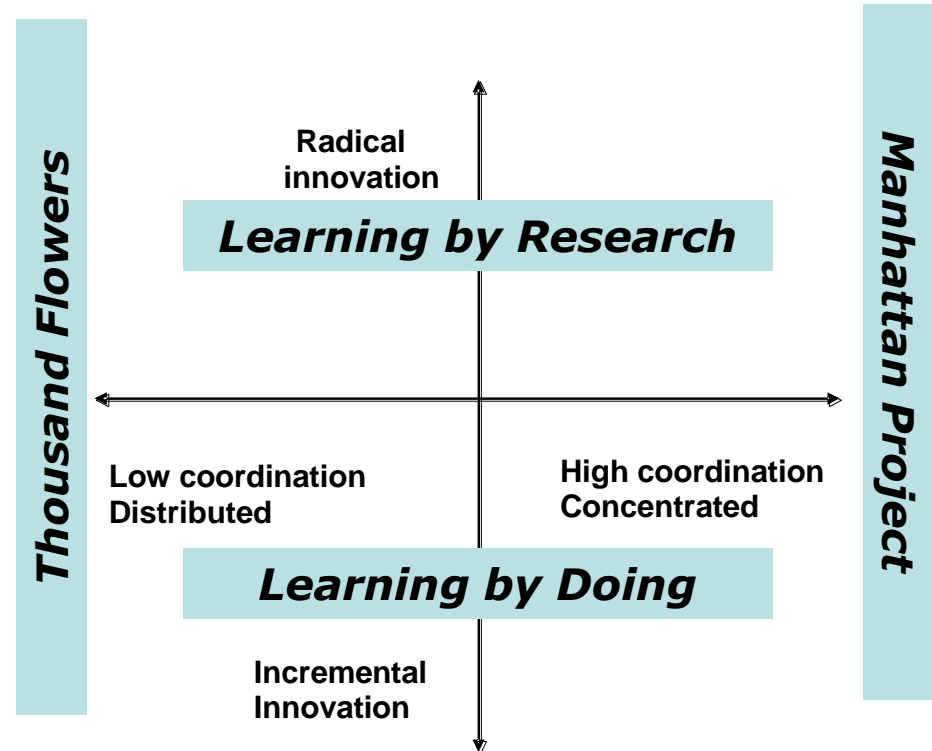 Thousand Flowers
Radical
innovation
Learning by Research
Manhattan Project
Low coordination
Distributed
High coordination
Concentrated
Learning by Doing
Incremental
Innovation